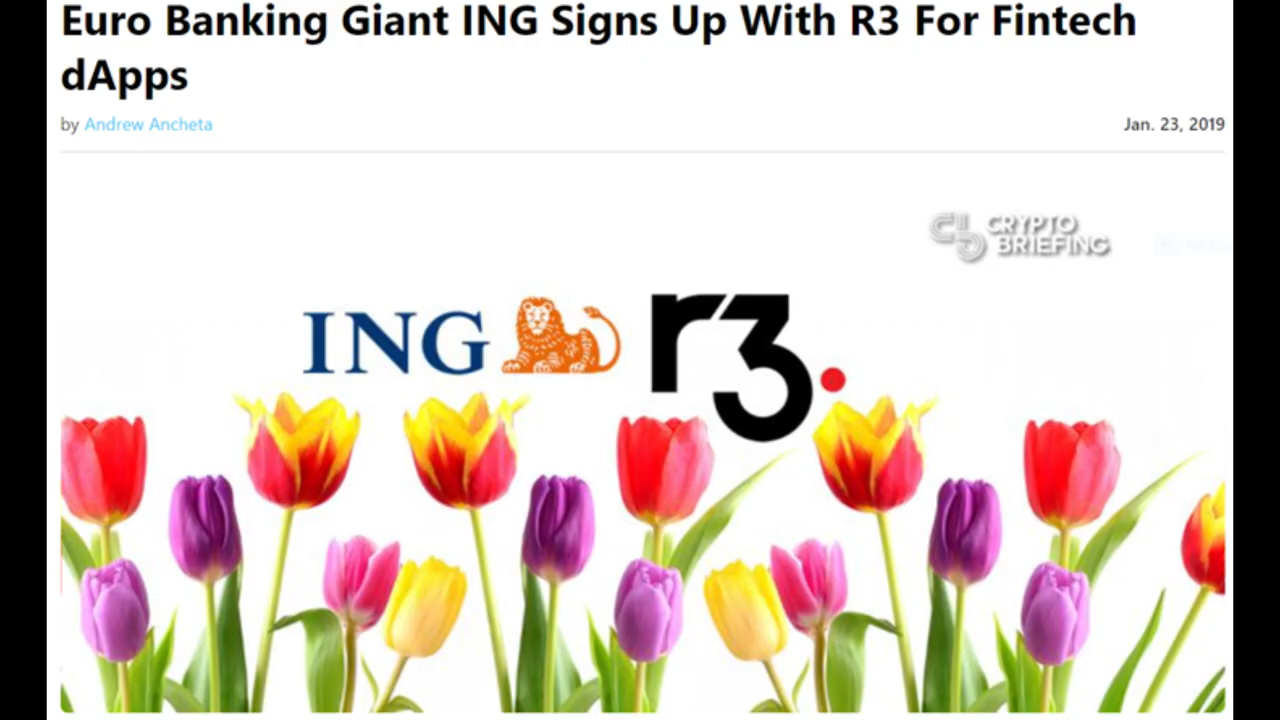 Euro Banking Giant ING Signs Up With R3 For Fintech
dApps
by Andrew Ancheta
Jan. 23, 2019
CRYPTO
BRIEFING
ING
r3.